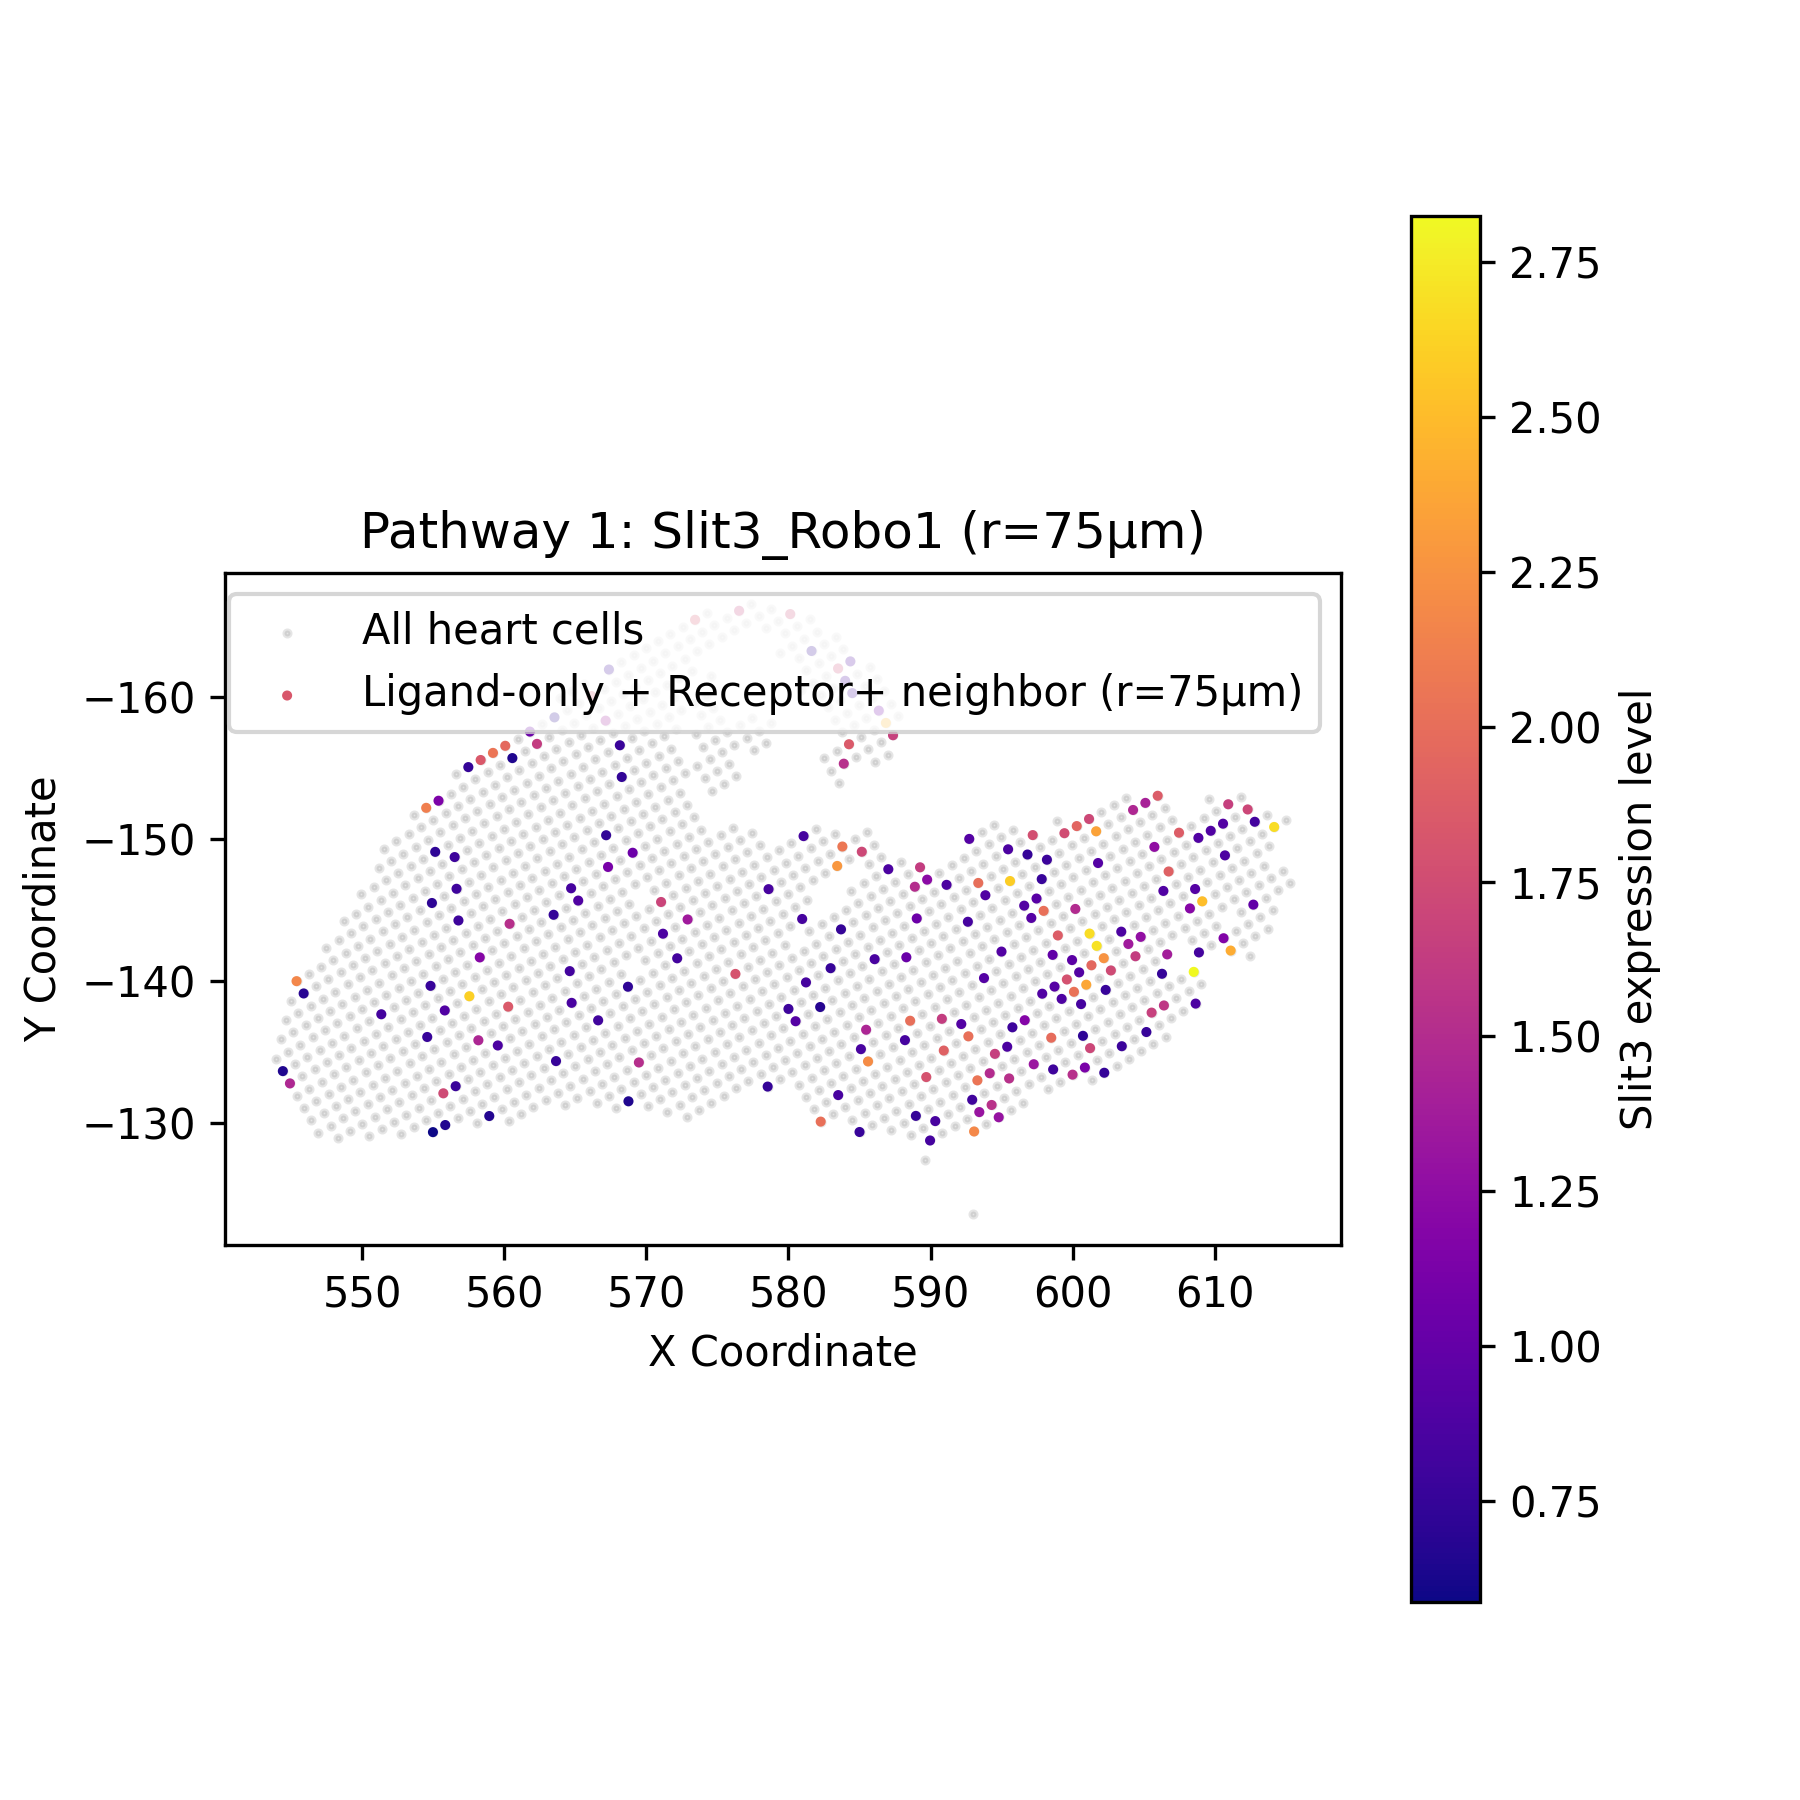 Pathway 1: Slit3_Robo1 (r=75μm)
All heart cells
Ligand-only + Receptor+ neighbor (r=75μm)
−160
−150
−140
−130
Y Coordinate
550 560 570 580 590 600 610
X Coordinate
2.75
2.50
2.25
2.00
1.75
1.50
1.25
1.00
0.75
Slit3 expression level